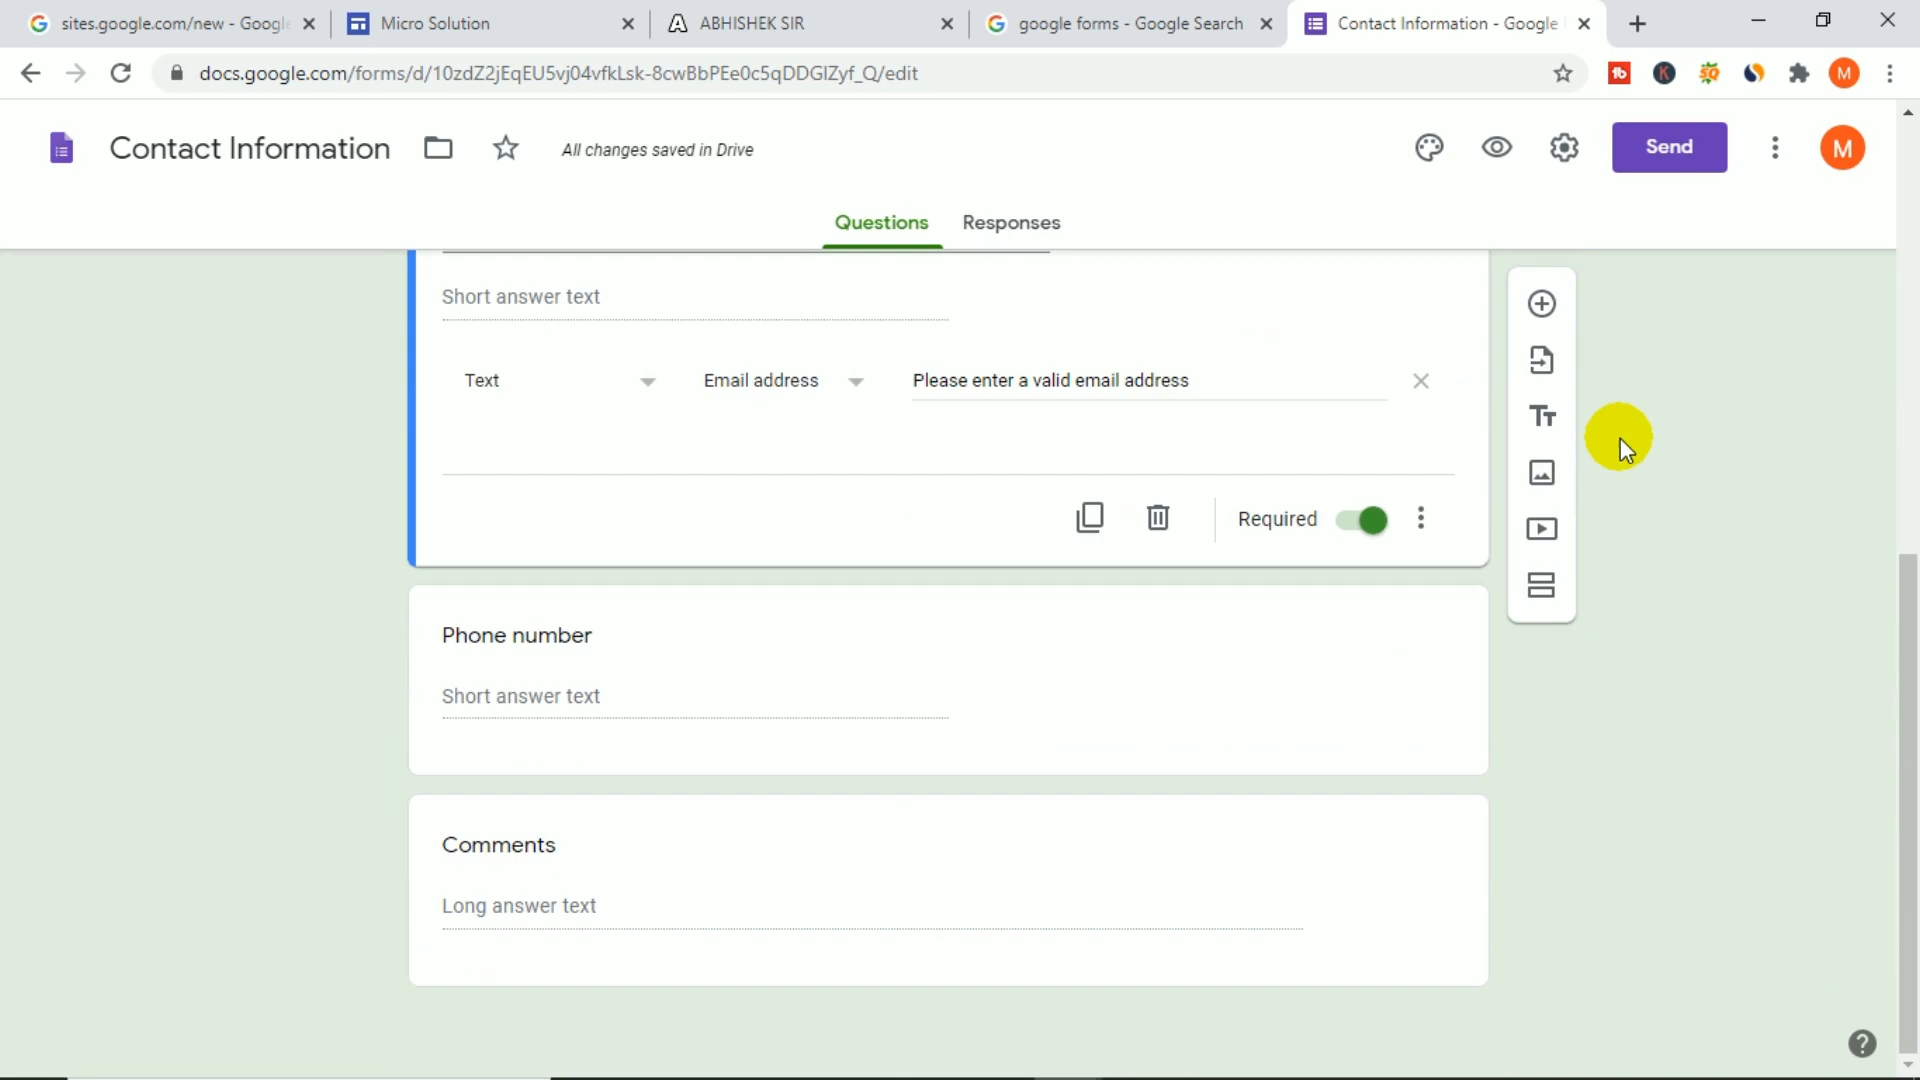 sites.google.com/new - Google
Micro Solution
ABHISHEK SIR
google forms - Google Search
Contact Information - Google
docs.google.com/forms/d/10zdZ2jEqEU5vj04vfkLsk-8cwBbPEe0c5qDDGlZyf_Q/edit
M
Contact Information
All changes saved in Drive
Send
M
Questions
Responses
Short answer text
Text
Email address
Please enter a valid email address
Required
Phone number
Short answer text
Comments
Long answer text